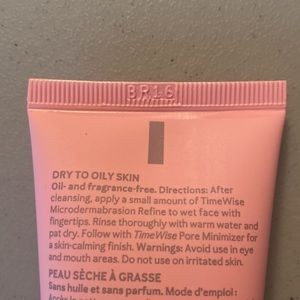 BR16
DRY TO OILY SKIN
Oil- and fragrance-free. Directions: After
cleansing, apply a small amount of TimeWise
Microdermabrasion Refine to wet face with
fingertips. Rinse thoroughly with warm water and
pat dry. Follow with TimeWise Pore Minimizer for
a skin-calming finish. Warnings: Avoid use in eye
and mouth areas. Do not use on irritated skin.
PEAU SÈCHE À GRASSE
Sans huile et sans parfum. Mode d'emploi :
Après le